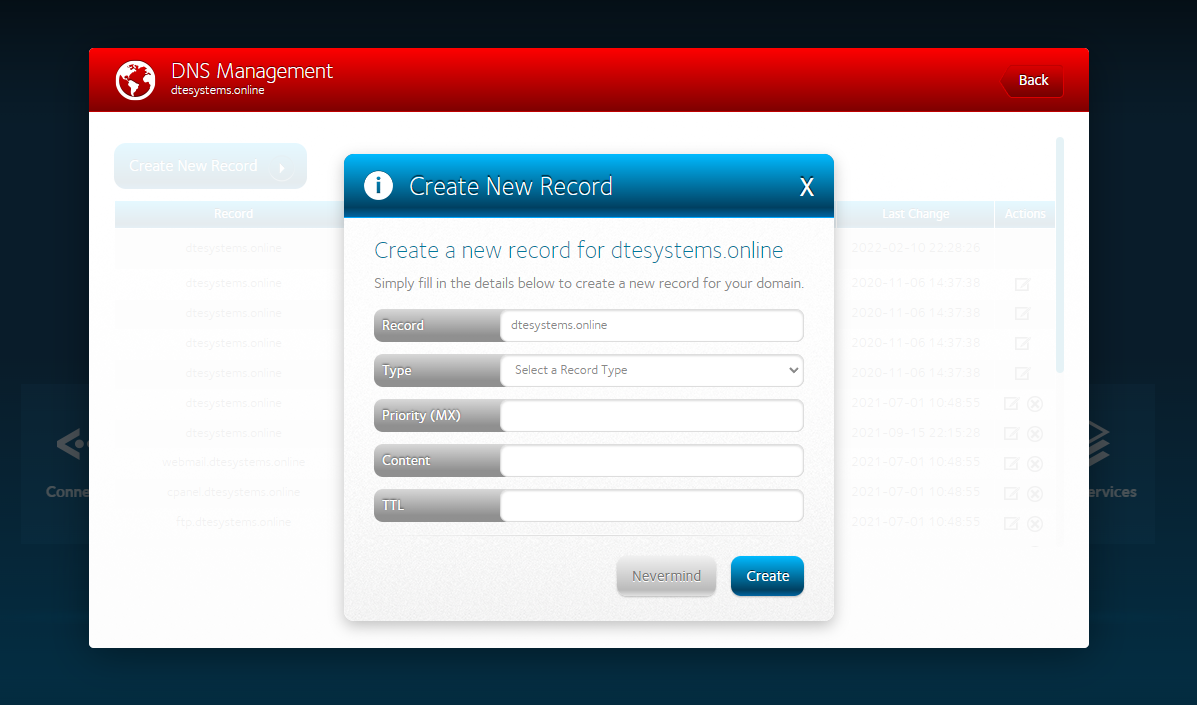 DNS Management
dtesystems.online
Back
Create New Record
Record Last Change Actions
dtesystems.online 2022-02-10 22:28:26
dtesystems.online 2020-11-06 14:37:38
dtesystems.online 2020-11-06 14:37:38
dtesystems.online 2020-11-06 14:37:38
dtesystems.online 2020-11-06 14:37:38
dtesystems.online 2021-07-01 10:48:55
dtesystems.online 2021-09-15 22:15:28
webmail.dtesystems.online 2021-07-01 10:48:55
cpanel.dtesystems.online 2021-07-01 10:48:55
ftp.dtesystems.online 2021-07-01 10:48:55
Conne
ervices
i Create New Record X
Create a new record for dtesystems.online
Simply fill in the details below to create a new record for your domain.
Record dtesystems.online
Type Select a Record Type
Priority (MX)
Content
TTL
Nevermind Create